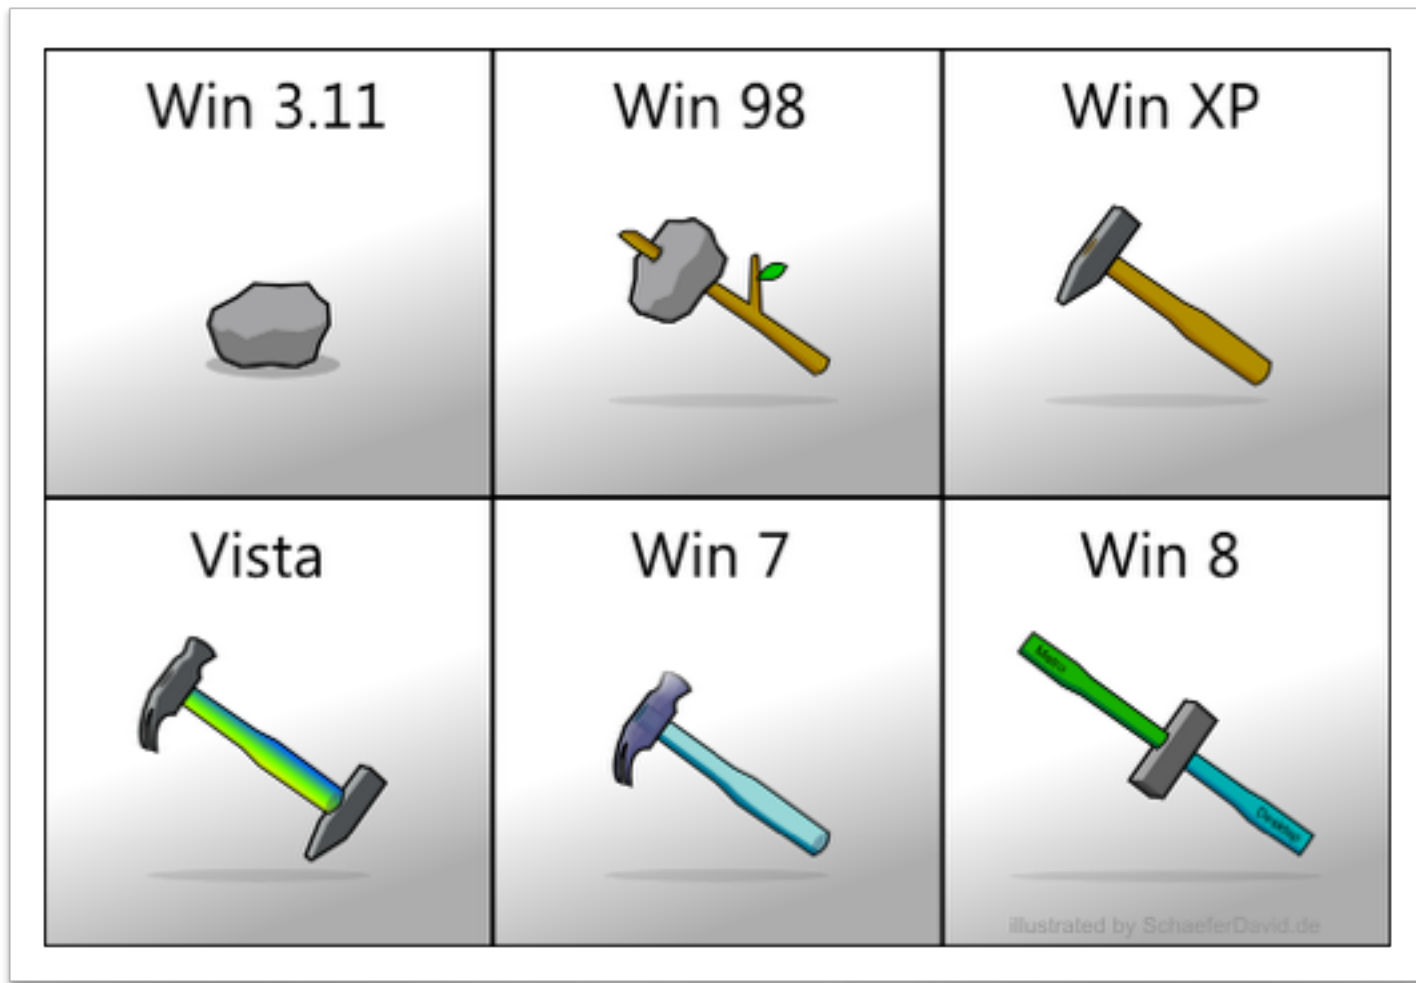 Win 3.11
Win 98
Win XP
Vista
Win 7
Win 8
Metro
Desktop
illustrated by SchaeferDavid.de